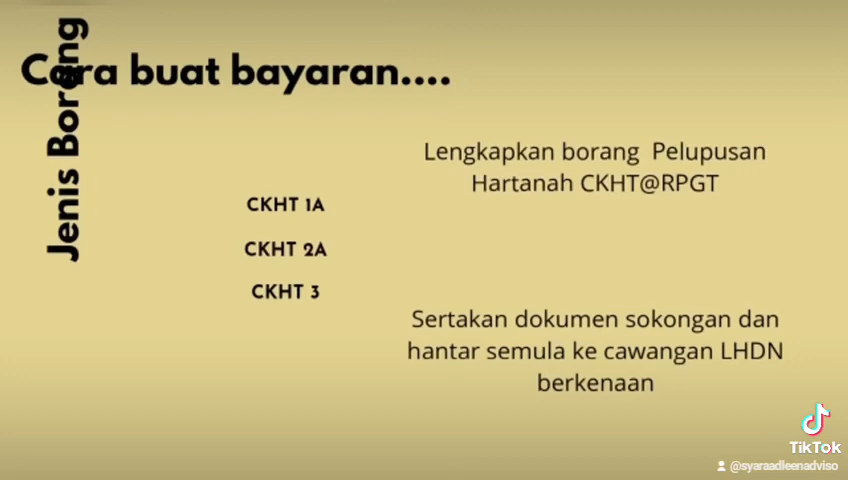 Cara buat bayaran....
Jenis Borang
CKHT 1A
CKHT 2A
CKHT 3
Lengkapkan borang Pelupusan
Hartanah CKHT@RPGT
Sertakan dokumen sokongan dan
hantar semula ke cawangan LHDN
berkenaan
TikTok
@syaraadleenadviso